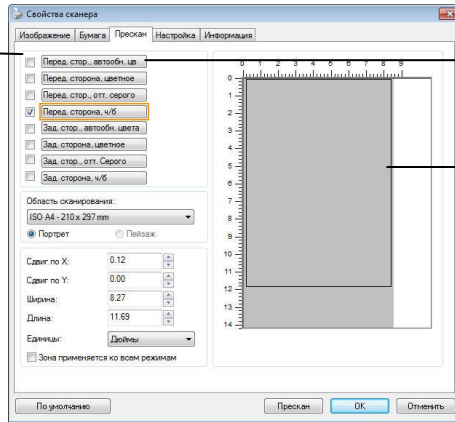 Свойства сканера
Изображение Бумага Прескан Настройка Информация
Перед. стор., автообн. цв
Перед. сторона, цветное
Перед. стор., отт. серого
Перед. сторона, ч/б
Зад. стор., автообн. цвета
Зад. сторона, цветное
Зад. стор., отт. Серого
Зад. сторона, ч/б
Область сканирования:
ISO A4 - 210 x 297 mm
Портрет Пейзаж
Сдвиг по X: 0.12
Сдвиг по Y: 0.00
Ширина: 8.27
Длина: 11.69
Единицы: Дюймы
Зона применяется ко всем режимам
0 1 2 3 4 5 6 7 8 9
0
1
2
3
4
5
6
7
8
9
10
11
12
13
14
По умолчанию Прескан OK Отменить